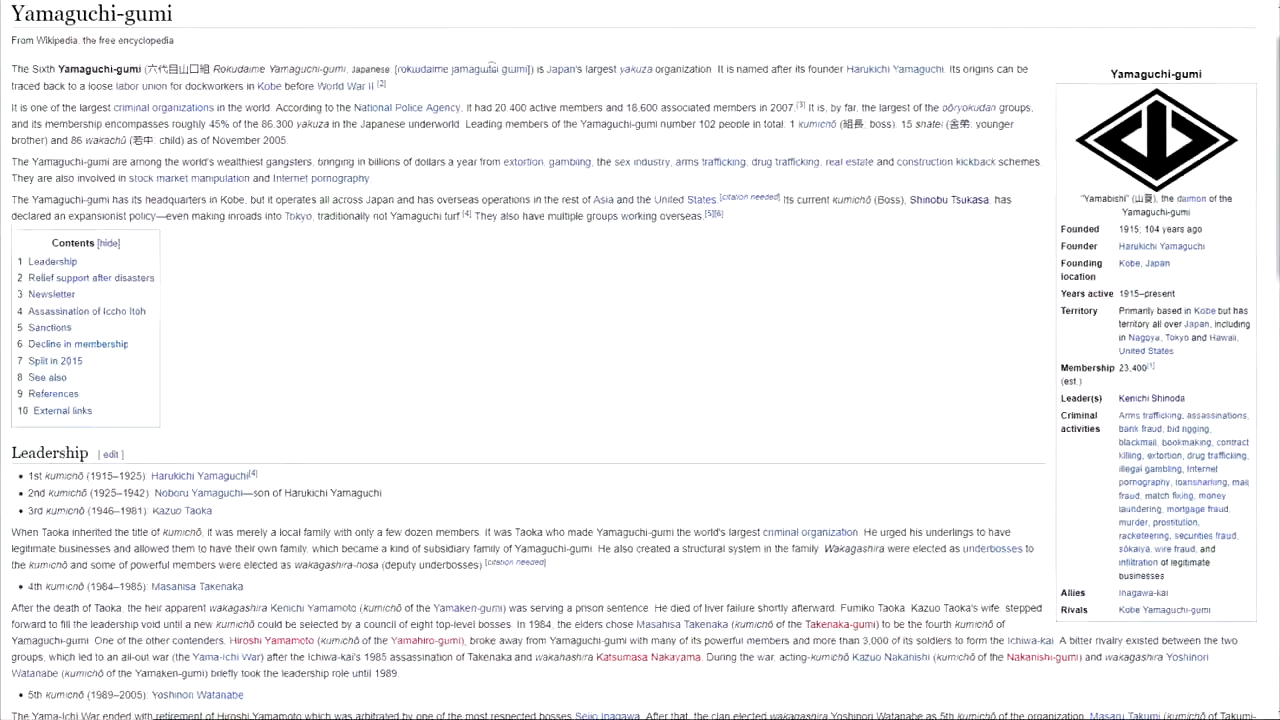 Yamaguchi-gumi
From Wikipedia, the free encyclopedia
The Sixth Yamaguchi-gumi (六代目山口組 Rokudaime Yamaguchi-gumi, Japanese: [rokudaime jamaɡɯtɕi ɡɯmi]) is Japan's largest yakuza organization. It is named after its founder Harukichi Yamaguchi. Its origins can be
traced back to a loose labor union for dockworkers in Kobe before World War II.[2]
It is one of the largest criminal organizations in the world. According to the National Police Agency, it had 20,400 active members and 18,600 associated members in 2007.[3] It is, by far, the largest of the bōryokudan groups,
and its membership encompasses roughly 45% of the 86,300 yakuza in the Japanese underworld. Leading members of the Yamaguchi-gumi number 102 people in total: 1 kumichō (組長, boss), 15 shatei (舎弟, younger
brother) and 86 wakachū (若中, child) as of November 2005.
The Yamaguchi-gumi are among the world's wealthiest gangsters, bringing in billions of dollars a year from extortion, gambling, the sex industry, arms trafficking, drug trafficking, real estate and construction kickback schemes.
They are also involved in stock market manipulation and Internet pornography.
The Yamaguchi-gumi has its headquarters in Kobe, but it operates all across Japan and has overseas operations in the rest of Asia and the United States.[citation needed] Its current kumichō (Boss), Shinobu Tsukasa, has
declared an expansionist policy—even making inroads into Tokyo, traditionally not Yamaguchi turf.[4] They also have multiple groups working overseas.[5][6]
Contents [hide]
1 Leadership
2 Relief support after disasters
3 Newsletter
4 Assassination of Iccho Itoh
5 Sanctions
6 Decline in membership
7 Split in 2015
8 See also
9 References
10 External links
Yamaguchi-gumi
"Yamabishi" (山菱), the daimon of the
Yamaguchi-gumi
Founded 1915; 104 years ago
Founder Harukichi Yamaguchi
Founding Kobe, Japan
location
Years active 1915–present
Territory Primarily based in Kobe but has
territory all over Japan, including
in Nagoya, Tokyo and Hawaii,
United States
Membership 23,400[1]
(est.)
Leader(s) Kenichi Shinoda
Criminal Arms trafficking, assassinations,
activities bank fraud, bid rigging,
blackmail, bookmaking, contract
killing, extortion, drug trafficking,
illegal gambling, Internet
pornography, loansharking, mail
fraud, match fixing, money
laundering, mortgage fraud,
murder, prostitution,
racketeering, securities fraud,
sōkaiya, wire fraud, and
infiltration of legitimate
businesses
Allies Inagawa-kai
Rivals Kobe Yamaguchi-gumi
Leadership [ edit ]
• 1st kumichō (1915–1925): Harukichi Yamaguchi[4]
• 2nd kumichō (1925–1942): Noboru Yamaguchi—son of Harukichi Yamaguchi
• 3rd kumichō (1946–1981): Kazuo Taoka
When Taoka inherited the title of kumichō, it was merely a local family with only a few dozen members. It was Taoka who made Yamaguchi-gumi the world's largest criminal organization. He urged his underlings to have
legitimate businesses and allowed them to have their own family, which became a kind of subsidiary family of Yamaguchi-gumi. He also created a structural system in the family. Wakagashira were elected as underbosses to
the kumichō and some of powerful members were elected as wakagashira-hosa (deputy underbosses).[citation needed]
• 4th kumichō (1984–1985): Masahisa Takenaka
After the death of Taoka, the heir apparent wakagashira Kenichi Yamamoto (kumichō of the Yamaken-gumi) was serving a prison sentence. He died of liver failure shortly afterward. Fumiko Taoka, Kazuo Taoka's wife, stepped
forward to fill the leadership void until a new kumichō could be selected by a council of eight top-level bosses. In 1984, the elders chose Masahisa Takenaka (kumichō of the Takenaka-gumi) to be the fourth kumichō of
Yamaguchi-gumi. One of the other contenders, Hiroshi Yamamoto (kumichō of the Yamahiro-gumi), broke away from Yamaguchi-gumi with many of its powerful members and more than 3,000 of its soldiers to form the Ichiwa-kai. A bitter rivalry existed between the two
groups, which led to an all-out war (the Yama-Ichi War) after the Ichiwa-kai's 1985 assassination of Takenaka and wakahashira Katsumasa Nakayama. During the war, acting-kumichō Kazuo Nakanishi (kumichō of the Nakanishi-gumi) and wakagashira Yoshinori
Watanabe (kumichō of the Yamaken-gumi) briefly took the leadership role until 1989.
• 5th kumichō (1989–2005): Yoshinori Watanabe
The Yama-Ichi War ended with retirement of Hiroshi Yamamoto which was arbitrated by one of the most respected bosses Seijo Inagawa. After that, the clan elected wakagashira Yoshinori Watanabe as 5th kumichō of the organization. Masaru Takumi (kumichō of Takumi-